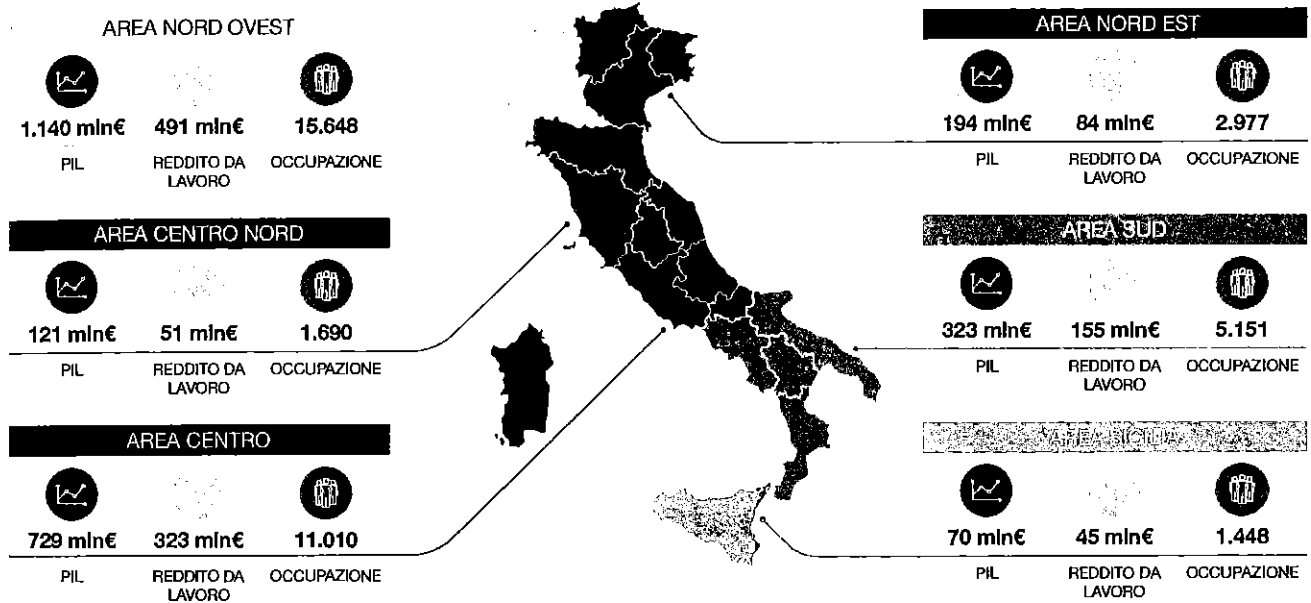 AREA NORD OVEST
1.140 mln€ 491 mln€ 15.648
PIL REDDITO DA LAVORO OCCUPAZIONE
AREA CENTRO NORD
121 mln€ 51 mln€ 1.690
PIL REDDITO DA LAVORO OCCUPAZIONE
AREA CENTRO
729 mln€ 323 mln€ 11.010
PIL REDDITO DA LAVORO OCCUPAZIONE
AREA NORD EST
194 mln€ 84 mln€ 2.977
PIL REDDITO DA LAVORO OCCUPAZIONE
AREA SUD
323 mln€ 155 mln€ 5.151
PIL REDDITO DA LAVORO OCCUPAZIONE
AREA SICILIA
70 mln€ 45 mln€ 1.448
PIL REDDITO DA LAVORO OCCUPAZIONE